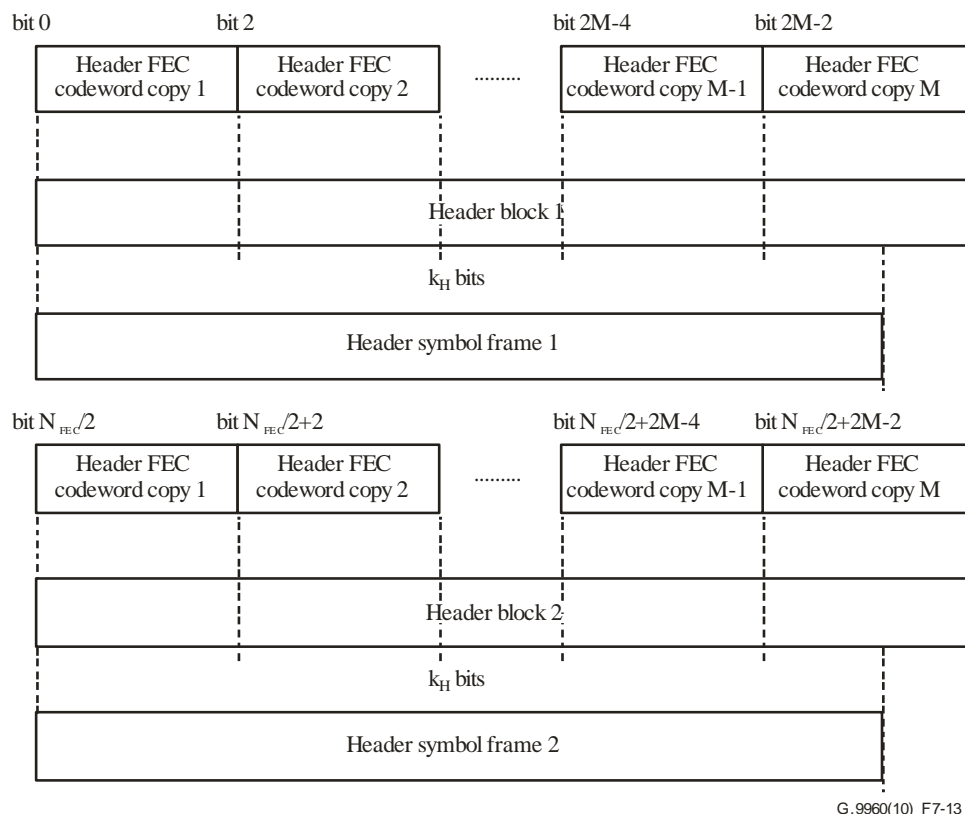 bit 0 bit 2 bit 2M-4 bit 2M-2
Header FEC codeword copy 1
Header FEC codeword copy 2
.........
Header FEC codeword copy M-1
Header FEC codeword copy M
Header block 1
kH bits
Header symbol frame 1
bit NFEC/2 bit NFEC/2+2 bit NFEC/2+2M-4 bit NFEC/2+2M-2
Header FEC codeword copy 1
Header FEC codeword copy 2
.........
Header FEC codeword copy M-1
Header FEC codeword copy M
Header block 2
kH bits
Header symbol frame 2
G.9960(10)_F7-13